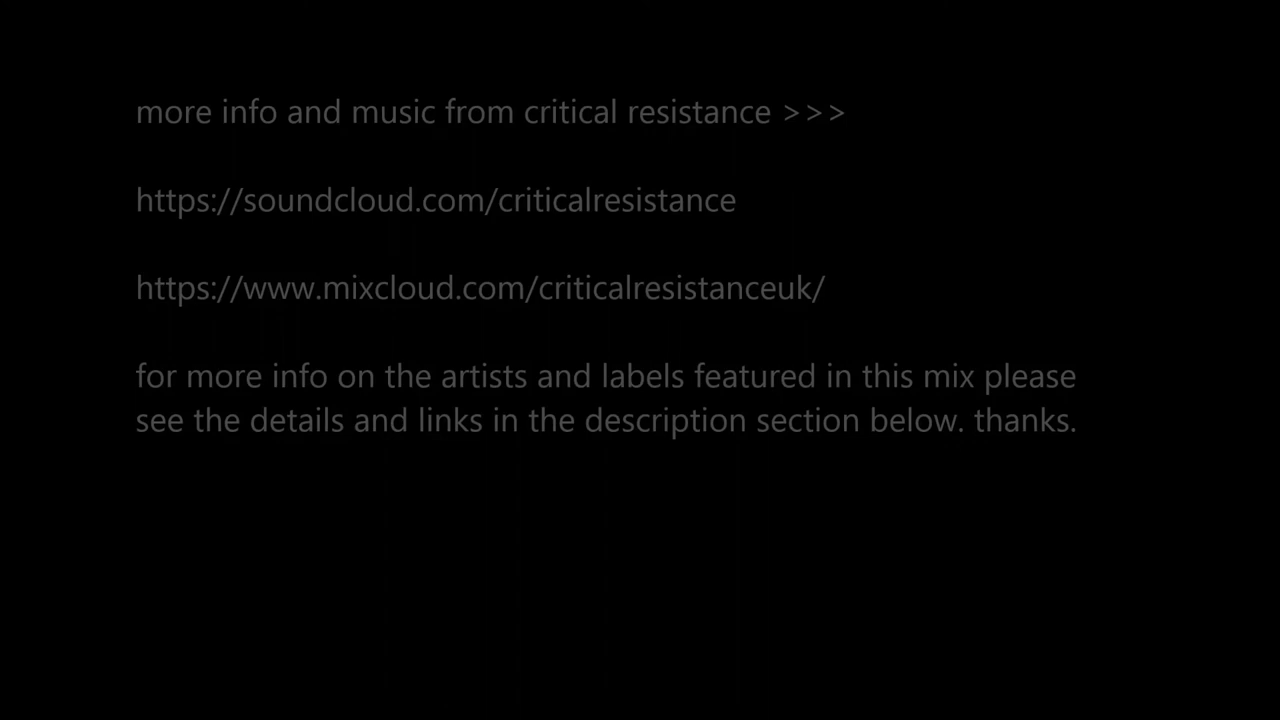 more info and music from critical resistance >>>
https://soundcloud.com/criticalresistance
https://www.mixcloud.com/criticalresistanceuk/
for more info on the artists and labels featured in this mix please
see the details and links in the description section below. thanks.